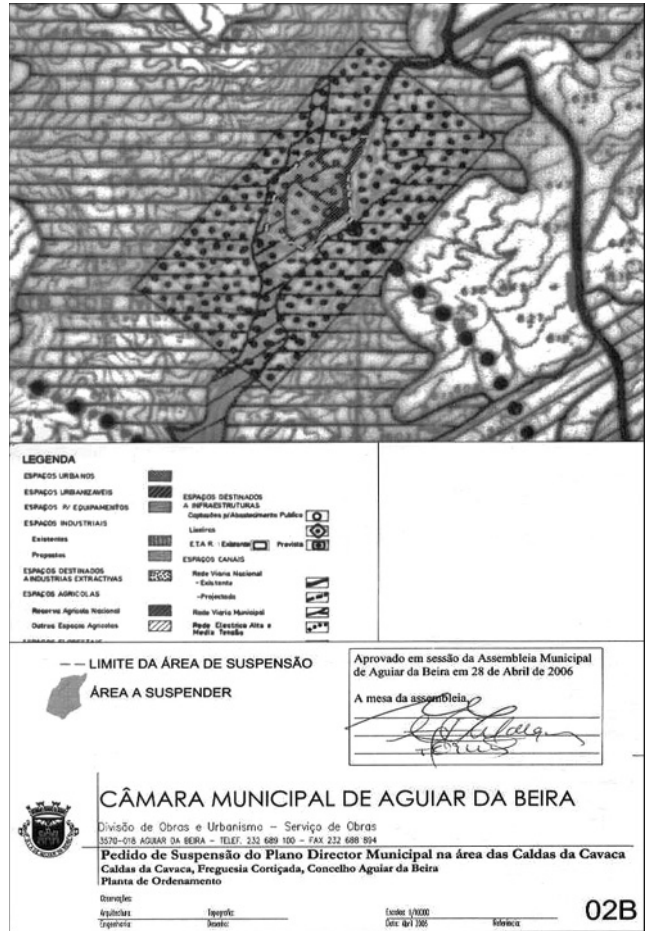 LEGENDA
ESPAÇOS URBANOS
ESPAÇOS URBANIZAVEIS
ESPAÇOS P/ EQUIPAMENTOS
ESPAÇOS INDUSTRIAIS
Existentes
Propostos
ESPAÇOS DESTINADOS
A INDUSTRIAS EXTRACTIVAS
ESPAÇOS AGRICOLAS
Reserva Agricola Nacional
Outros Espaços Agricolas
ESPAÇOS FLORESTAIS
ESPAÇOS DESTINADOS
A INFRAESTRUTURAS
Captações p/Abastecimento Publico
Lixeiras
E.T.A R. : Existente Prevista
ESPAÇOS CANAIS
Rede Viaria Nacional
- Existente
-Projectada
Rede Viaria Municipal
Rede Electrica Alta e
Media Tensão
LIMITE DA ÁREA DE SUSPENSÃO
ÁREA A SUSPENDER
Aprovado em sessão da Assembleia Municipal
de Aguiar da Beira em 28 de Abril de 2006
A mesa da assembleia,
CÂMARA MUNICIPAL DE AGUIAR DA BEIRA
Divisão de Obras e Urbanismo – Serviço de Obras
3570-018 AGUIAR DA BEIRA - TELEF. 232 689 100 - FAX 232 688 894
Pedido de Suspensão do Plano Director Municipal na área das Caldas da Cavaca
Caldas da Cavaca, Freguesia Cortiçada, Concelho Aguiar da Beira
Planta de Ordenamento
Observações:
Arquitectura: Topografia: Escalas: 1/10000
Engenharia: Desenho: Data: Abril 2006 Referência:
02B